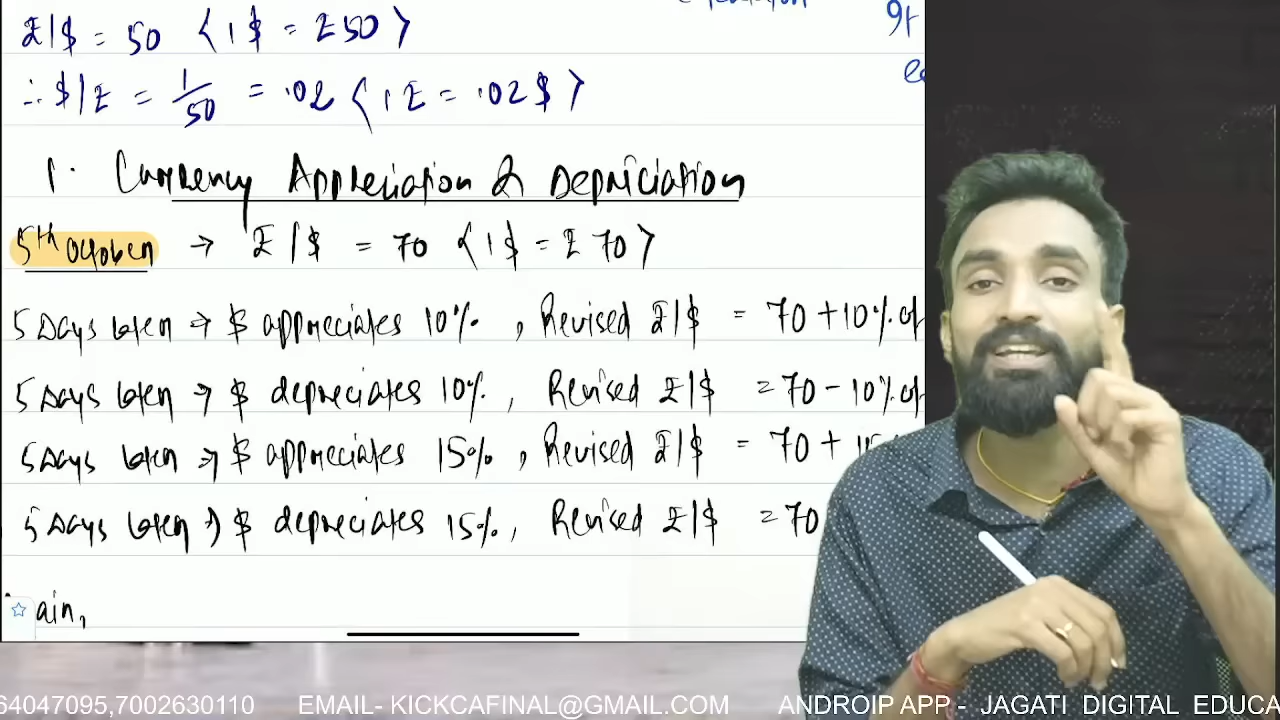 ₹/$ = 50 〈1$ = ₹50〉
∴ $/₹ = 1/50 = .02 〈1₹ = .02$〉
1. Currency Appreciation & Depriciation
5th October → ₹/$ = 70 〈1$ = ₹70〉
5 Days later → $ appreciates 10%, Revised ₹/$ = 70 + 10% of
5 Days later → $ depreciates 10%, Revised ₹/$ = 70 - 10% of
5 Days later → $ appreciates 15%, Revised ₹/$ = 70 +
5 Days later → $ depreciates 15%, Revised ₹/$ = 70
ain,
64047095,7002630110 EMAIL- KICKCAFINAL@GMAIL.COM ANDROIP APP - JAGATI DIGITAL EDUCA